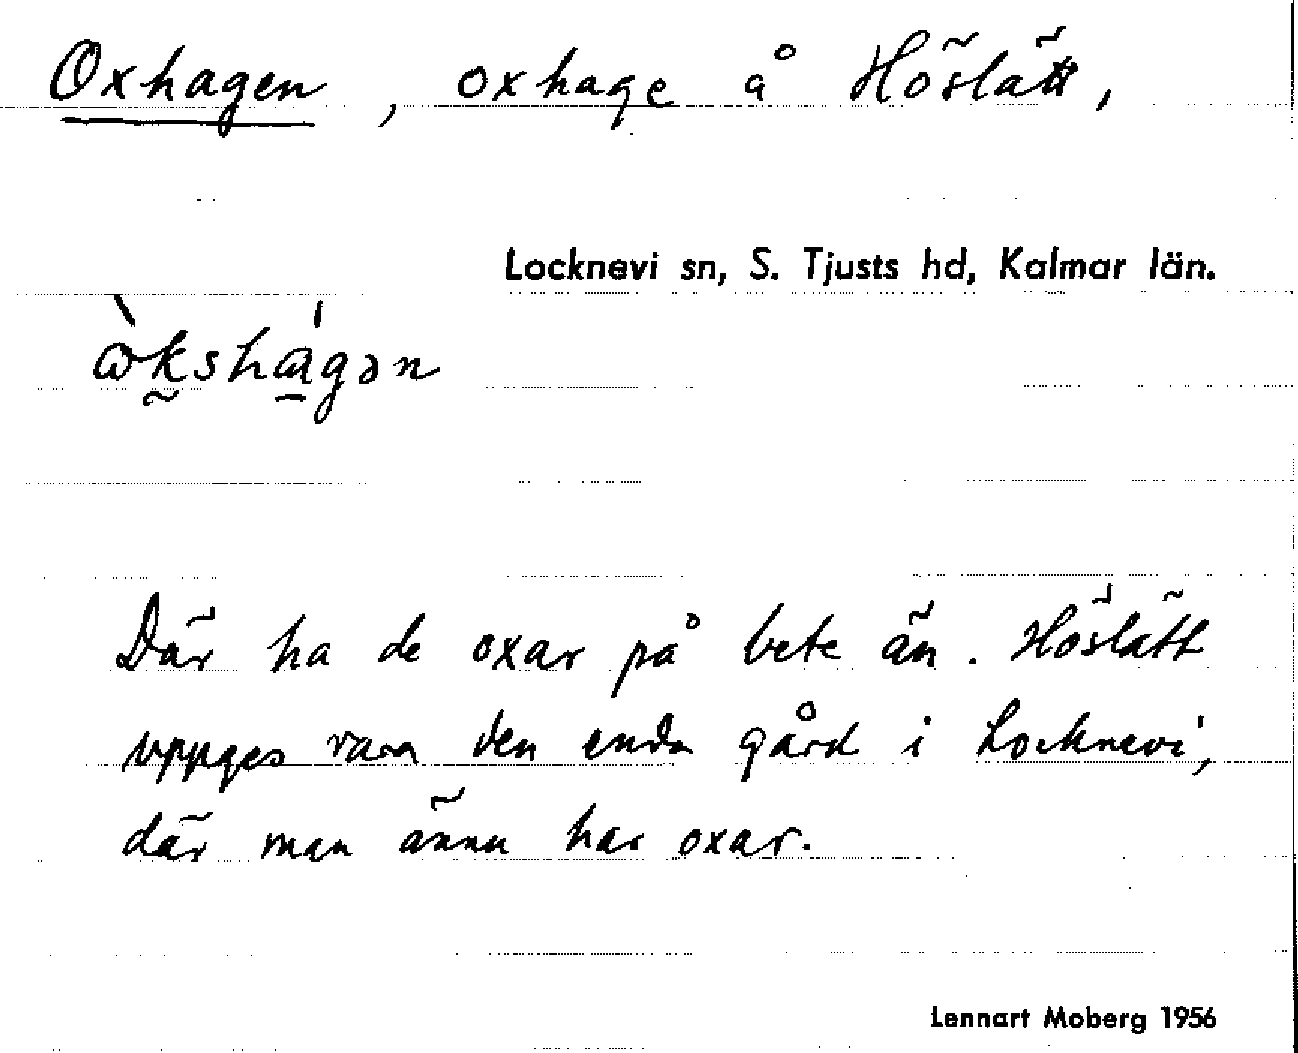 Oxhagen, oxhage å Höslätt,
Locknevi sn, S. Tjusts hd, Kalmar län.
ὼkshágən
Där ha de oxar på bete än. Höslätt
uppges vara den enda gård i Locknevi,
där man ännu har oxar.
Lennart Moberg 1956